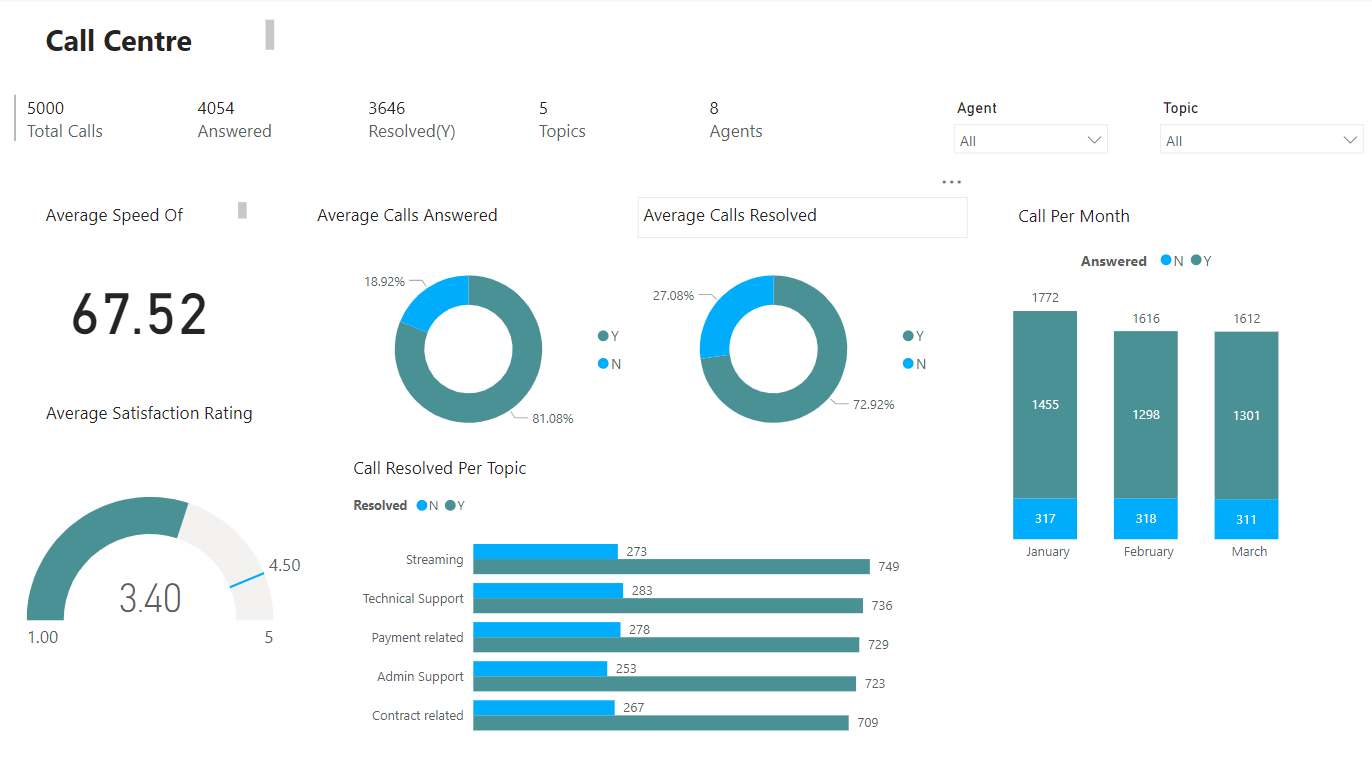 Call Centre
5000 4054 3646 5 8
Total Calls Answered Resolved(Y) Topics Agents
Agent Topic
All All
Average Speed Of
67.52
Average Calls Answered
18.92%
81.08%
Y
N
Average Calls Resolved
27.08%
72.92%
Y
N
Call Per Month
Answered N Y
1772 1616 1612
1455 1298 1301
317 318 311
January February March
Average Satisfaction Rating
4.50
3.40
1.00 5
Call Resolved Per Topic
Resolved N Y
Streaming 273 749
Technical Support 283 736
Payment related 278 729
Admin Support 253 723
Contract related 267 709